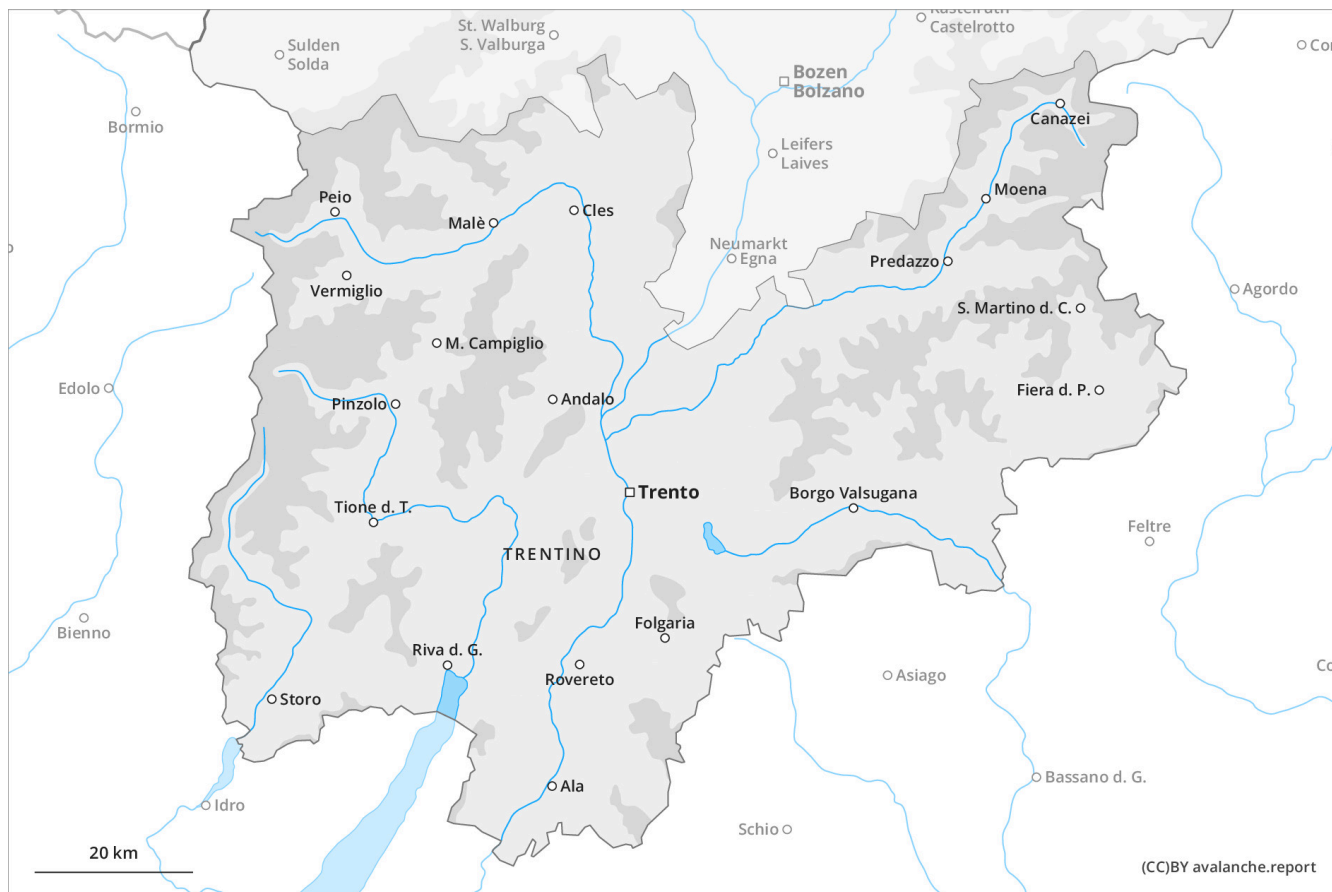 Kastelruth
Castelrotto
St. Walburg
S. Valburga
Sulden
Solda
Bozen
Bolzano
Bormio
Canazei
Leifers
Laives
Peio
Moena
Malè
Cles
Neumarkt
Egna
Predazzo
Vermiglio
Agordo
S. Martino d. C.
M. Campiglio
Edolo
Fiera d. P.
Pinzolo
Andalo
Trento
Borgo Valsugana
Tione d. T.
Feltre
TRENTINO
Bienno
Folgaria
Riva d. G.
Rovereto
Asiago
Storo
Bassano d. G.
Ala
Idro
Schio
20 km
(CC)BY avalanche.report